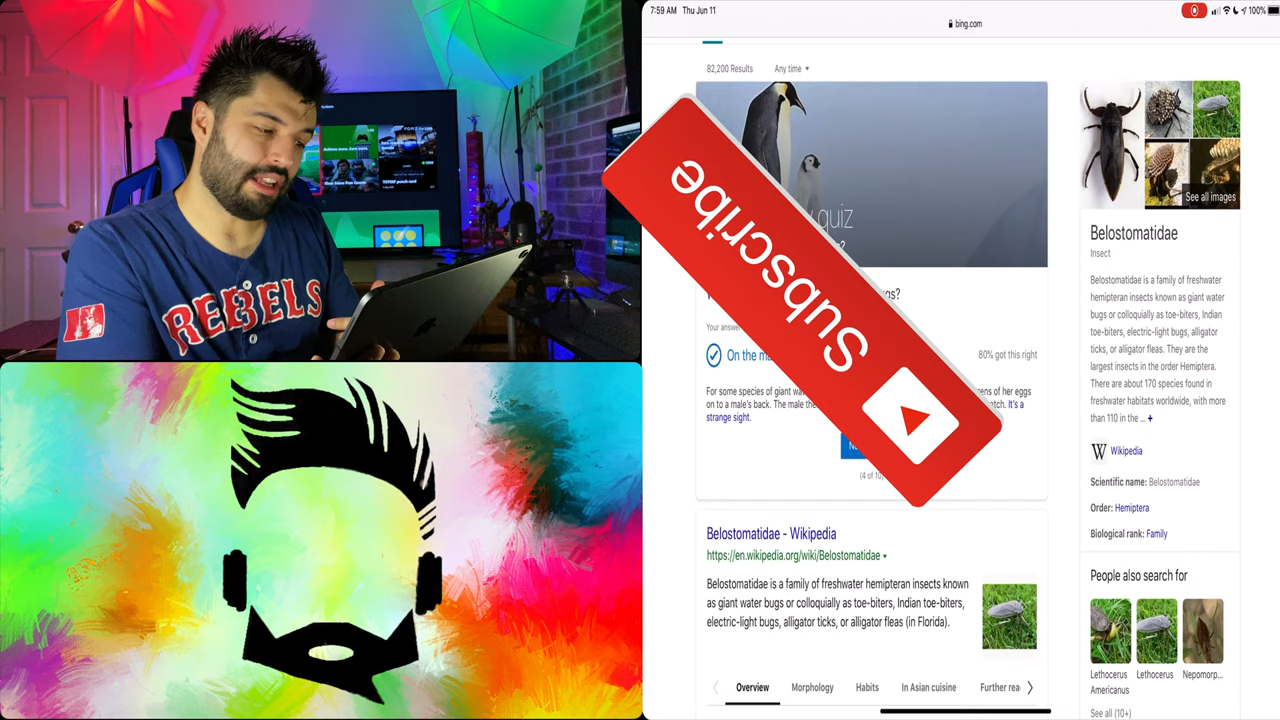 REBELS
7:59 AM Thu Jun 11
100%
bing.com
82,200 Results Any time
quiz
?
Subscribe
gs?
Your answ
On the ma
80% got this right
For some species of giant wa
rens of her eggs
on to a male's back. The male th
atch. It's a
strange sight.
(4 of 10)
Belostomatidae - Wikipedia
https://en.wikipedia.org/wiki/Belostomatidae
Belostomatidae is a family of freshwater hemipteran insects known
as giant water bugs or colloquially as toe-biters, Indian toe-biters,
electric-light bugs, alligator ticks, or alligator fleas (in Florida).
Overview Morphology Habits In Asian cuisine Further rea
See all images
Belostomatidae
Insect
Belostomatidae is a family of freshwater
hemipteran insects known as giant water
bugs or colloquially as toe-biters, Indian
toe-biters, electric-light bugs, alligator
ticks, or alligator fleas. They are the
largest insects in the order Hemiptera.
There are about 170 species found in
freshwater habitats worldwide, with more
than 110 in the ... +
W Wikipedia
Scientific name: Belostomatidae
Order: Hemiptera
Biological rank: Family
People also search for
Lethocerus
Americanus
Lethocerus
Nepomorp...
See all (10+)